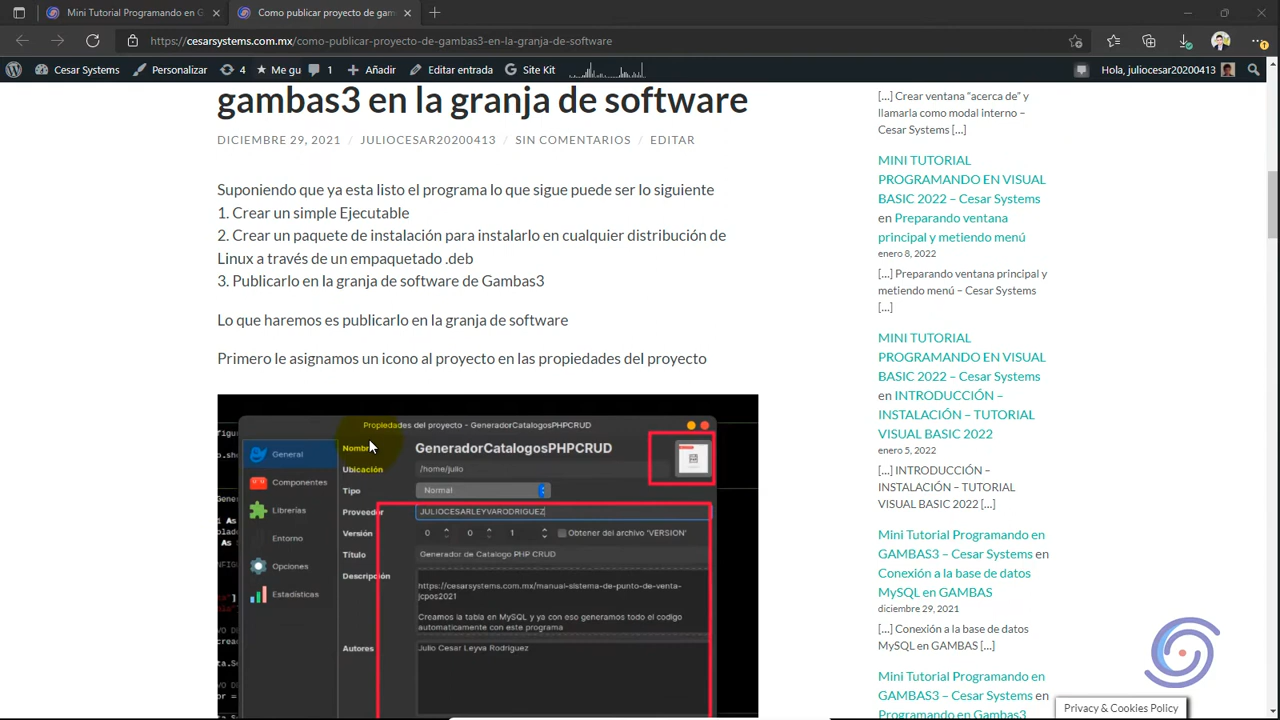 Mini Tutorial Programando en G
Como publicar proyecto de gam
https://cesarsystems.com.mx/como-publicar-proyecto-de-gambas3-en-la-granja-de-software
Cesar Systems
Personalizar
4
Me gu
1
Añadir
Editar entrada
Site Kit
Hola, juliocesar20200413
gambas3 en la granja de software
DICIEMBRE 29, 2021 / JULIOCESAR20200413 / SIN COMENTARIOS / EDITAR
Suponiendo que ya esta listo el programa lo que sigue puede ser lo siguiente
1. Crear un simple Ejecutable
2. Crear un paquete de instalación para instalarlo en cualquier distribución de
Linux a través de un empaquetado .deb
3. Publicarlo en la granja de software de Gambas3
Lo que haremos es publicarlo en la granja de software
Primero le asignamos un icono al proyecto en las propiedades del proyecto
Propiedades del proyecto - GeneradorCatalogosPHPCRUD
General
Componentes
Librerías
Entorno
Opciones
Estadísticas
Nombre
GeneradorCatalogosPHPCRUD
Ubicación
/home/julio
Tipo
Normal
Proveedor
JULIOCESARLEYVARODRIGUEZ
Versión
0 0 1
Obtener del archivo 'VERSION'
Título
Generador de Catalogo PHP CRUD
Descripción
https://cesarsystems.com.mx/manual-sistema-de-punto-de-venta-
jcpos2021
Creamos la tabla en MySQL y ya con eso generamos todo el codigo
automaticamente con este programa
Autores
Julio Cesar Leyva Rodriguez
[…] Crear ventana “acerca de” y
llamarla como modal interno –
Cesar Systems […]
MINI TUTORIAL
PROGRAMANDO EN VISUAL
BASIC 2022 – Cesar Systems
en Preparando ventana
principal y metiendo menú
enero 8, 2022
[…] Preparando ventana principal y
metiendo menú – Cesar Systems
[…]
MINI TUTORIAL
PROGRAMANDO EN VISUAL
BASIC 2022 – Cesar Systems
en INTRODUCCIÓN –
INSTALACIÓN – TUTORIAL
VISUAL BASIC 2022
enero 5, 2022
[…] INTRODUCCIÓN –
INSTALACIÓN – TUTORIAL
VISUAL BASIC 2022 […]
Mini Tutorial Programando en
GAMBAS3 – Cesar Systems en
Conexión a la base de datos
MySQL en GAMBAS
diciembre 29, 2021
[…] Conexión a la base de datos
MySQL en GAMBAS […]
Mini Tutorial Programando en
GAMBAS3 – Cesar Systems en
Programando en Gambas3
Privacy & Cookies Policy